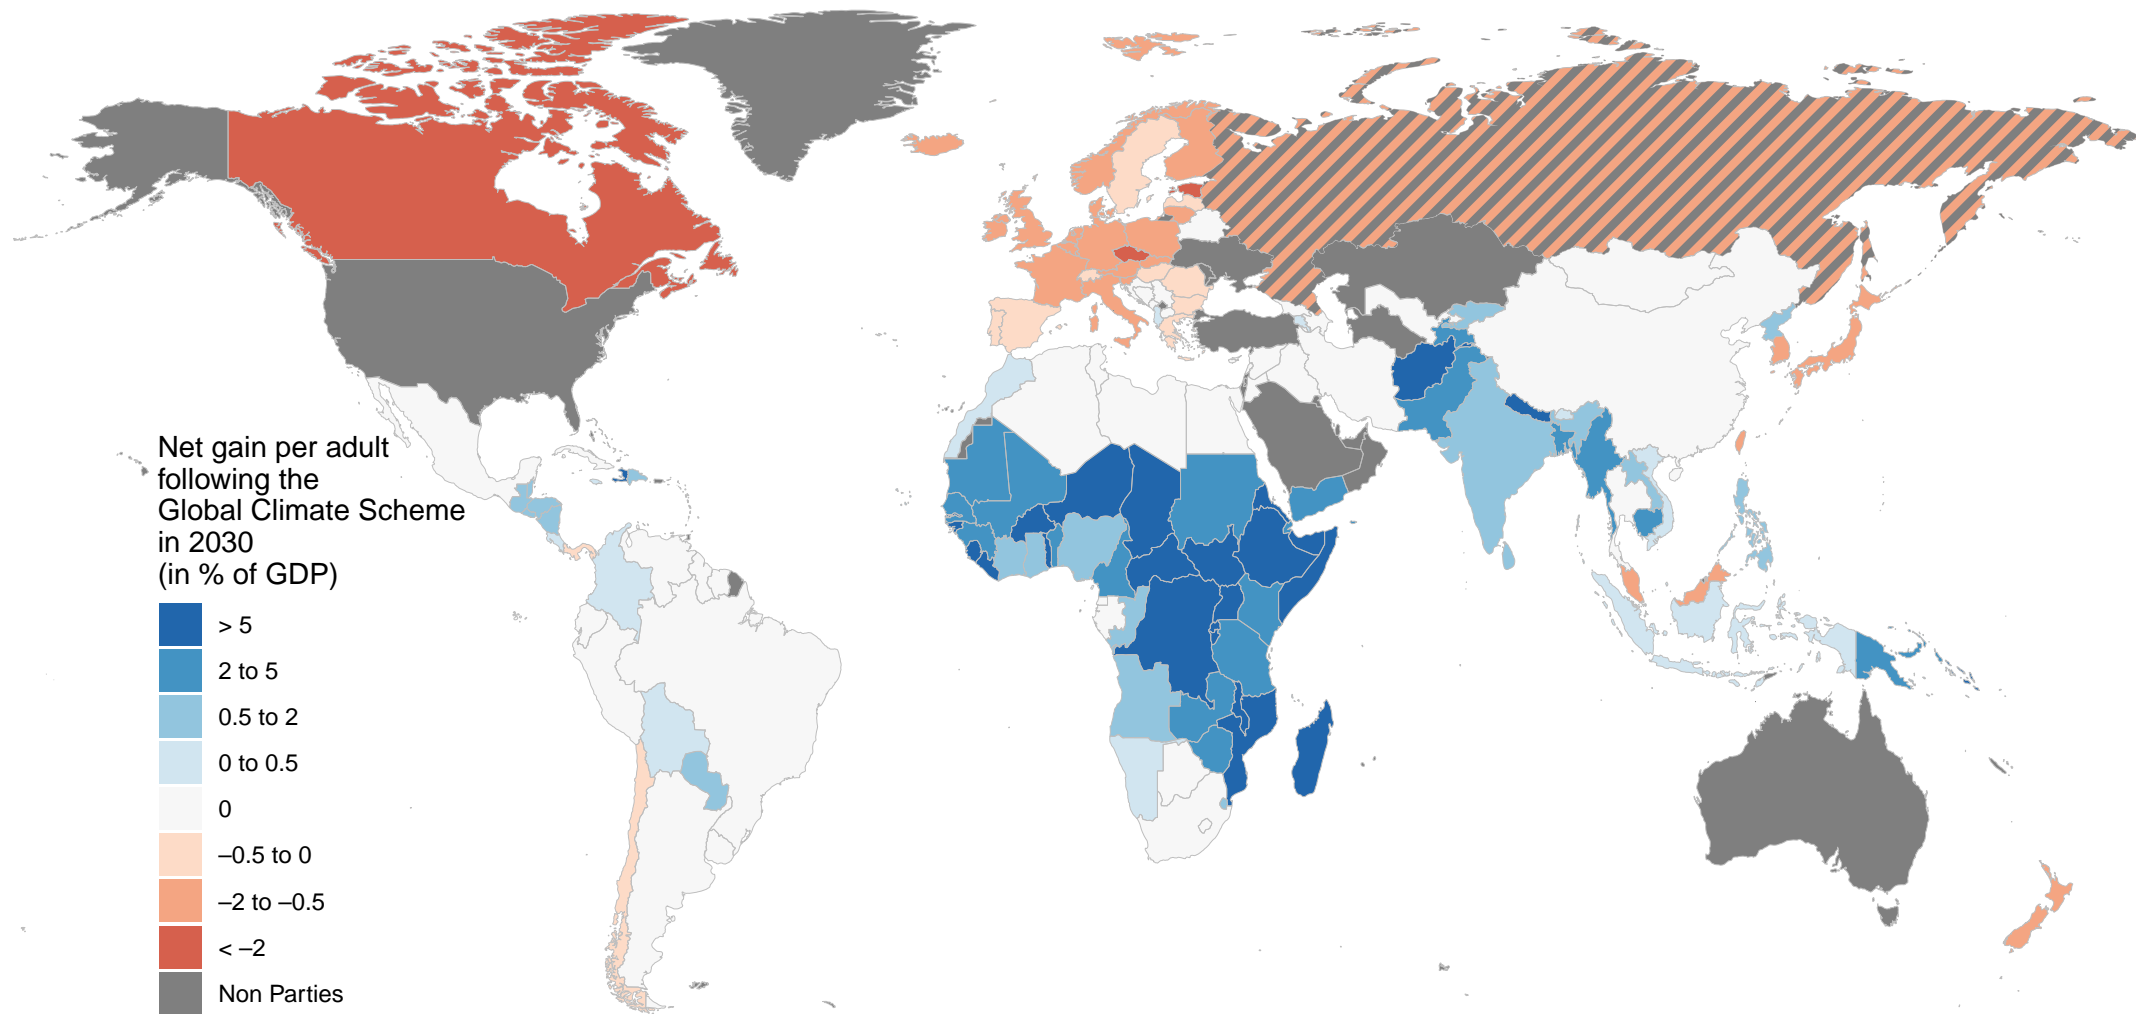 Net gain per adult
following the
Global Climate Scheme
in 2030
(in % of GDP)
> 5
2 to 5
0.5 to 2
0 to 0.5
0
–0.5 to 0
–2 to –0.5
< –2
Non Parties